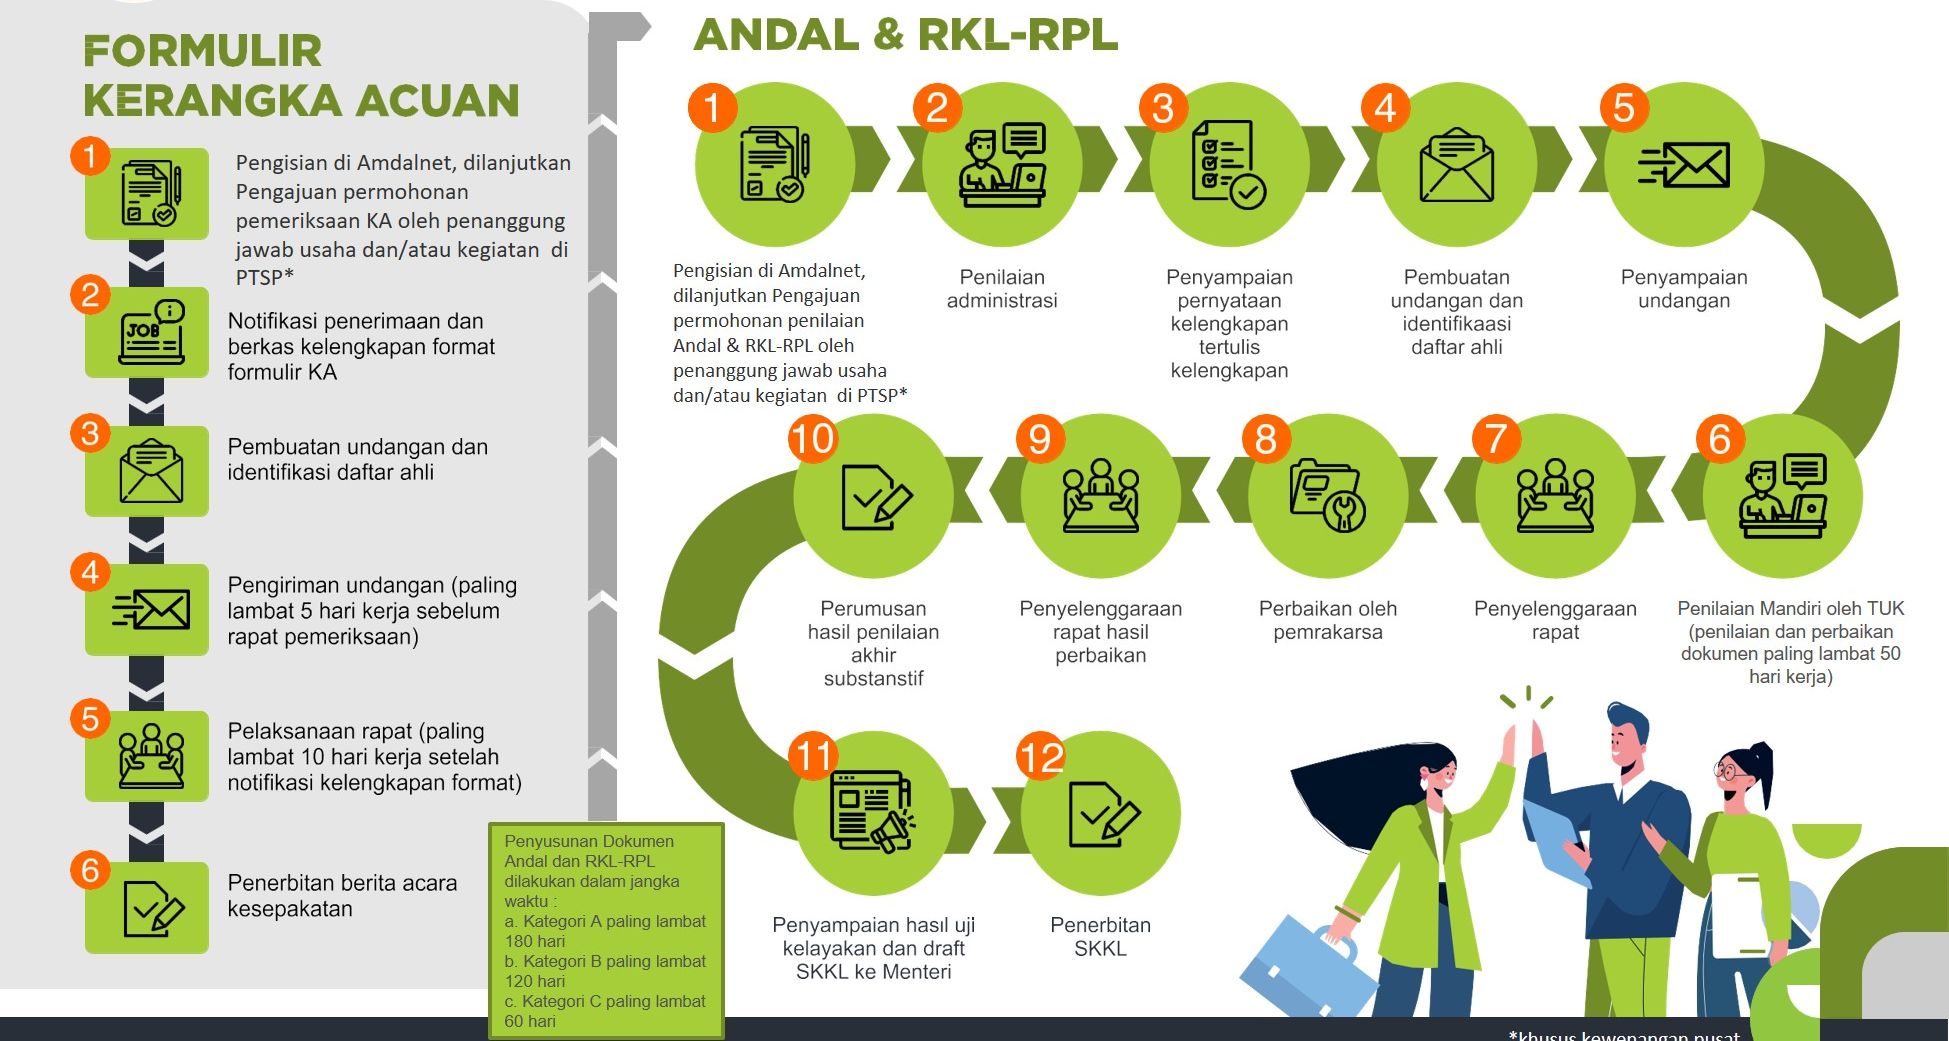 FORMULIR
KERANGKA ACUAN
1
Pengisian di Amdalnet, dilanjutkan
Pengajuan permohonan
pemeriksaan KA oleh penanggung
jawab usaha dan/atau kegiatan di
PTSP*
2
JOB
Notifikasi penerimaan dan
berkas kelengkapan format
formulir KA
3
Pembuatan undangan dan
identifikasi daftar ahli
4
Pengiriman undangan (paling
lambat 5 hari kerja sebelum
rapat pemeriksaan)
5
Pelaksanaan rapat (paling
lambat 10 hari kerja setelah
notifikasi kelengkapan format)
6
Penerbitan berita acara
kesepakatan
Penyusunan Dokumen
Andal dan RKL-RPL
dilakukan dalam jangka
waktu :
a. Kategori A paling lambat
180 hari
b. Kategori B paling lambat
120 hari
c. Kategori C paling lambat
60 hari
ANDAL & RKL-RPL
1
Pengisian di Amdalnet,
dilanjutkan Pengajuan
permohonan penilaian
Andal & RKL-RPL oleh
penanggung jawab usaha
dan/atau kegiatan di PTSP*
2
Penilaian
administrasi
3
Penyampaian
pernyataan
kelengkapan
tertulis
kelengkapan
4
Pembuatan
undangan dan
identifikaasi
daftar ahli
5
Penyampaian
undangan
6
Penilaian Mandiri oleh TUK
(penilaian dan perbaikan
dokumen paling lambat 50
hari kerja)
7
Penyelenggaraan
rapat
8
Perbaikan oleh
pemrakarsa
9
Penyelenggaraan
rapat hasil
perbaikan
10
Perumusan
hasil penilaian
akhir
substanstif
11
Penyampaian hasil uji
kelayakan dan draft
SKKL ke Menteri
12
Penerbitan
SKKL
*khusus kewenangan pusat